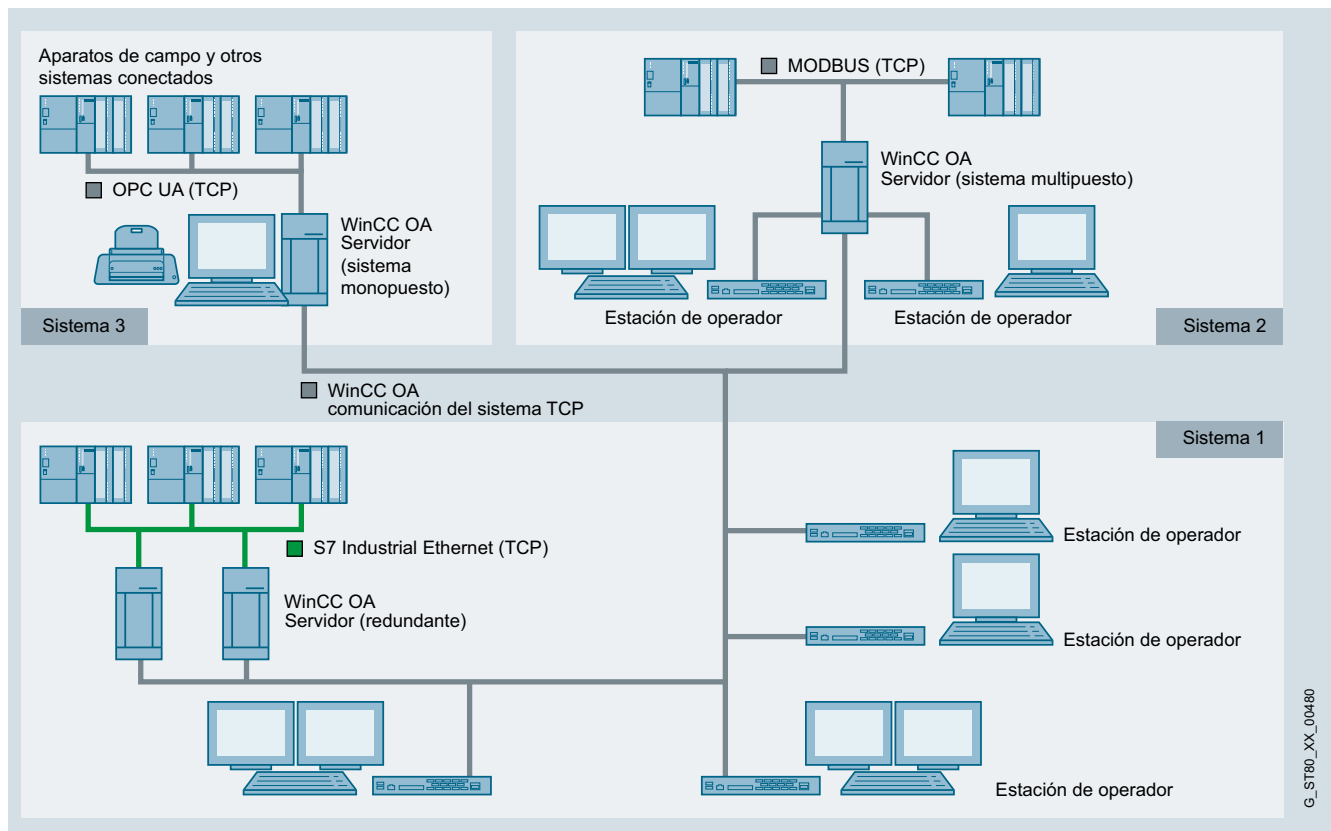 Aparatos de campo y otros
sistemas conectados
OPC UA (TCP)
WinCC OA
Servidor
(sistema
monopuesto)
Sistema 3
MODBUS (TCP)
WinCC OA
Servidor (sistema multipuesto)
Estación de operador
Estación de operador
Sistema 2
WinCC OA
comunicación del sistema TCP
Sistema 1
S7 Industrial Ethernet (TCP)
WinCC OA
Servidor (redundante)
Estación de operador
Estación de operador
Estación de operador
G_ST80_XX_00480